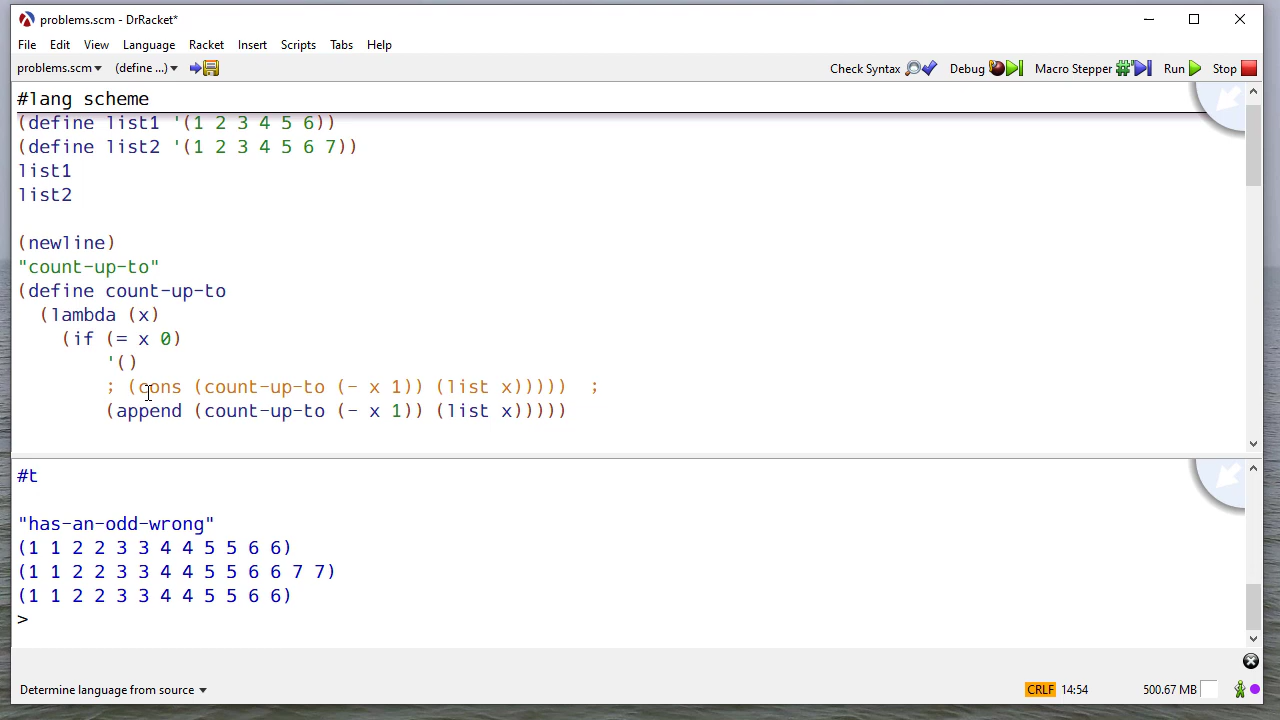 problems.scm - DrRacket*
File Edit View Language Racket Insert Scripts Tabs Help
problems.scm (define ...) Check Syntax Debug Macro Stepper Run Stop
#lang scheme
(define list1 '(1 2 3 4 5 6))
(define list2 '(1 2 3 4 5 6 7))
list1
list2
(newline)
"count-up-to"
(define count-up-to
(lambda (x)
(if (= x 0)
'()
; (cons (count-up-to (- x 1)) (list x))))) ;
(append (count-up-to (- x 1)) (list x)))))
#t
"has-an-odd-wrong"
(1 1 2 2 3 3 4 4 5 5 6 6)
(1 1 2 2 3 3 4 4 5 5 6 6 7 7)
(1 1 2 2 3 3 4 4 5 5 6 6)
>
Determine language from source CRLF 14:54 500.67 MB